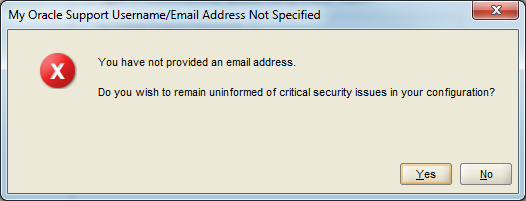 My Oracle Support Username/Email Address Not Specified
You have not provided an email address.
Do you wish to remain uninformed of critical security issues in your configuration?
Yes No